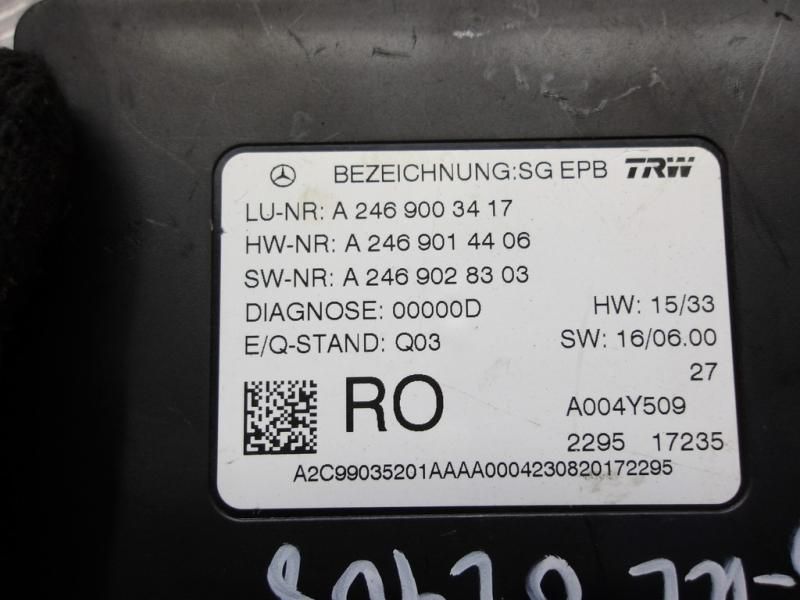 BEZEICHNUNG:SG EPB TRW
LU-NR: A 246 900 34 17
HW-NR: A 246 901 44 06
SW-NR: A 246 902 83 03
DIAGNOSE: 00000D HW: 15/33
E/Q-STAND: Q03 SW: 16/06.00
27
RO A004Y509
2295 17235
A2C99035201AAAA0004230820172295